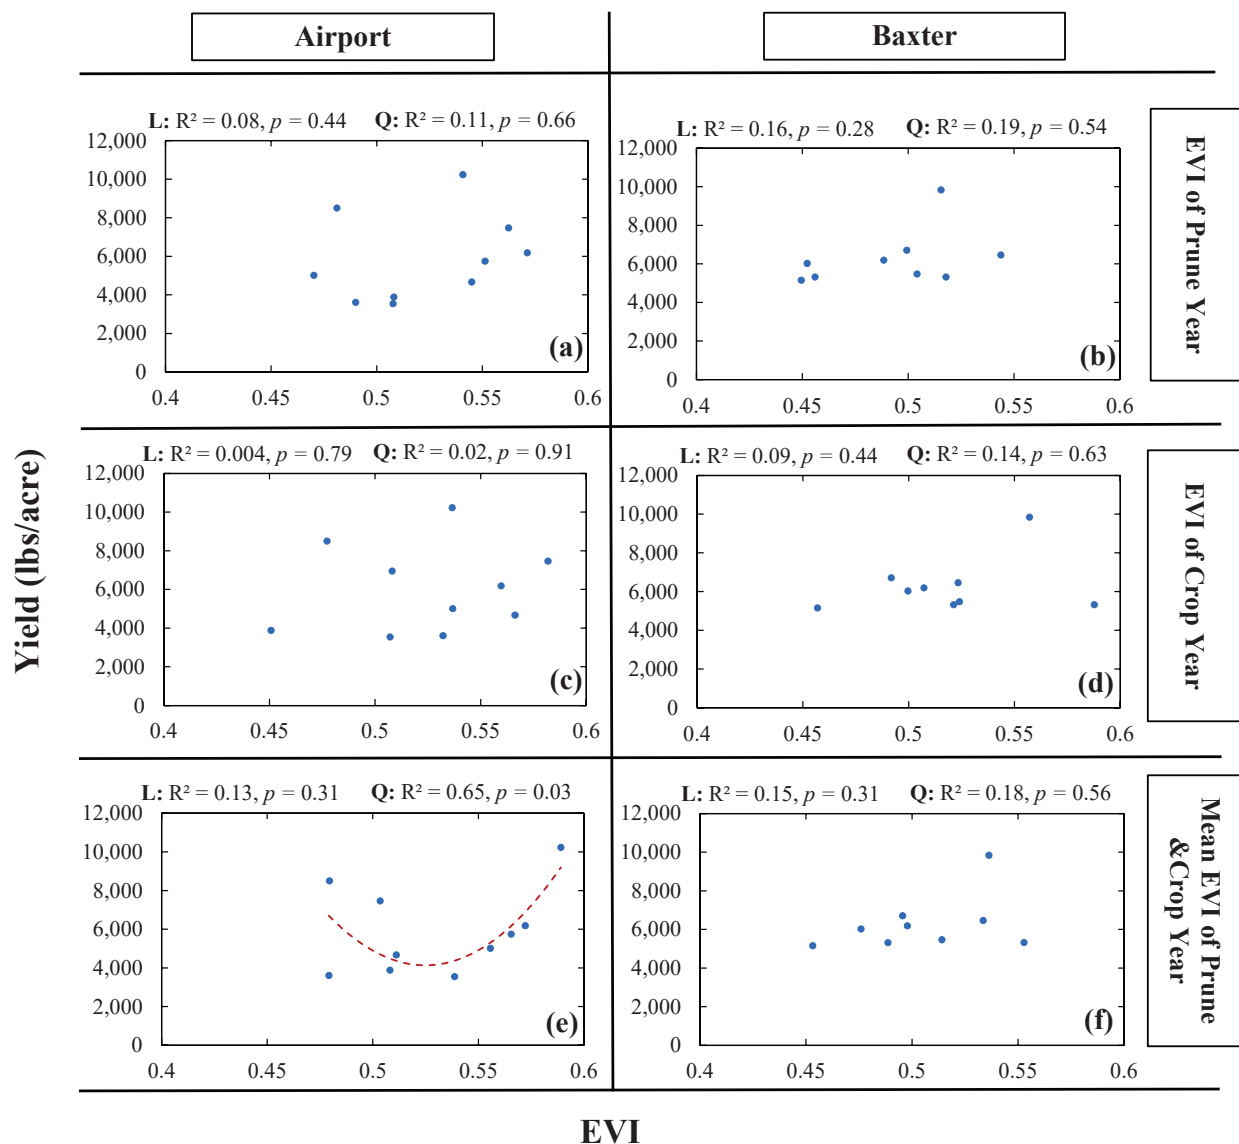 Airport
Baxter
L: R² = 0.08, p = 0.44 Q: R² = 0.11, p = 0.66
12,000
10,000
8,000
6,000
4,000
2,000
0
0.4 0.45 0.5 0.55 0.6
(a)
L: R² = 0.16, p = 0.28 Q: R² = 0.19, p = 0.54
12,000
10,000
8,000
6,000
4,000
2,000
0
0.4 0.45 0.5 0.55 0.6
(b)
EVI of Prune
Year
L: R² = 0.004, p = 0.79 Q: R² = 0.02, p = 0.91
12,000
10,000
8,000
6,000
4,000
2,000
0
0.4 0.45 0.5 0.55 0.6
(c)
L: R² = 0.09, p = 0.44 Q: R² = 0.14, p = 0.63
12,000
10,000
8,000
6,000
4,000
2,000
0
0.4 0.45 0.5 0.55 0.6
(d)
EVI of Crop
Year
L: R² = 0.13, p = 0.31 Q: R² = 0.65, p = 0.03
12,000
10,000
8,000
6,000
4,000
2,000
0
0.4 0.45 0.5 0.55 0.6
(e)
L: R² = 0.15, p = 0.31 Q: R² = 0.18, p = 0.56
12,000
10,000
8,000
6,000
4,000
2,000
0
0.4 0.45 0.5 0.55 0.6
(f)
Mean EVI of Prune
&Crop Year
Yield (lbs/acre)
EVI